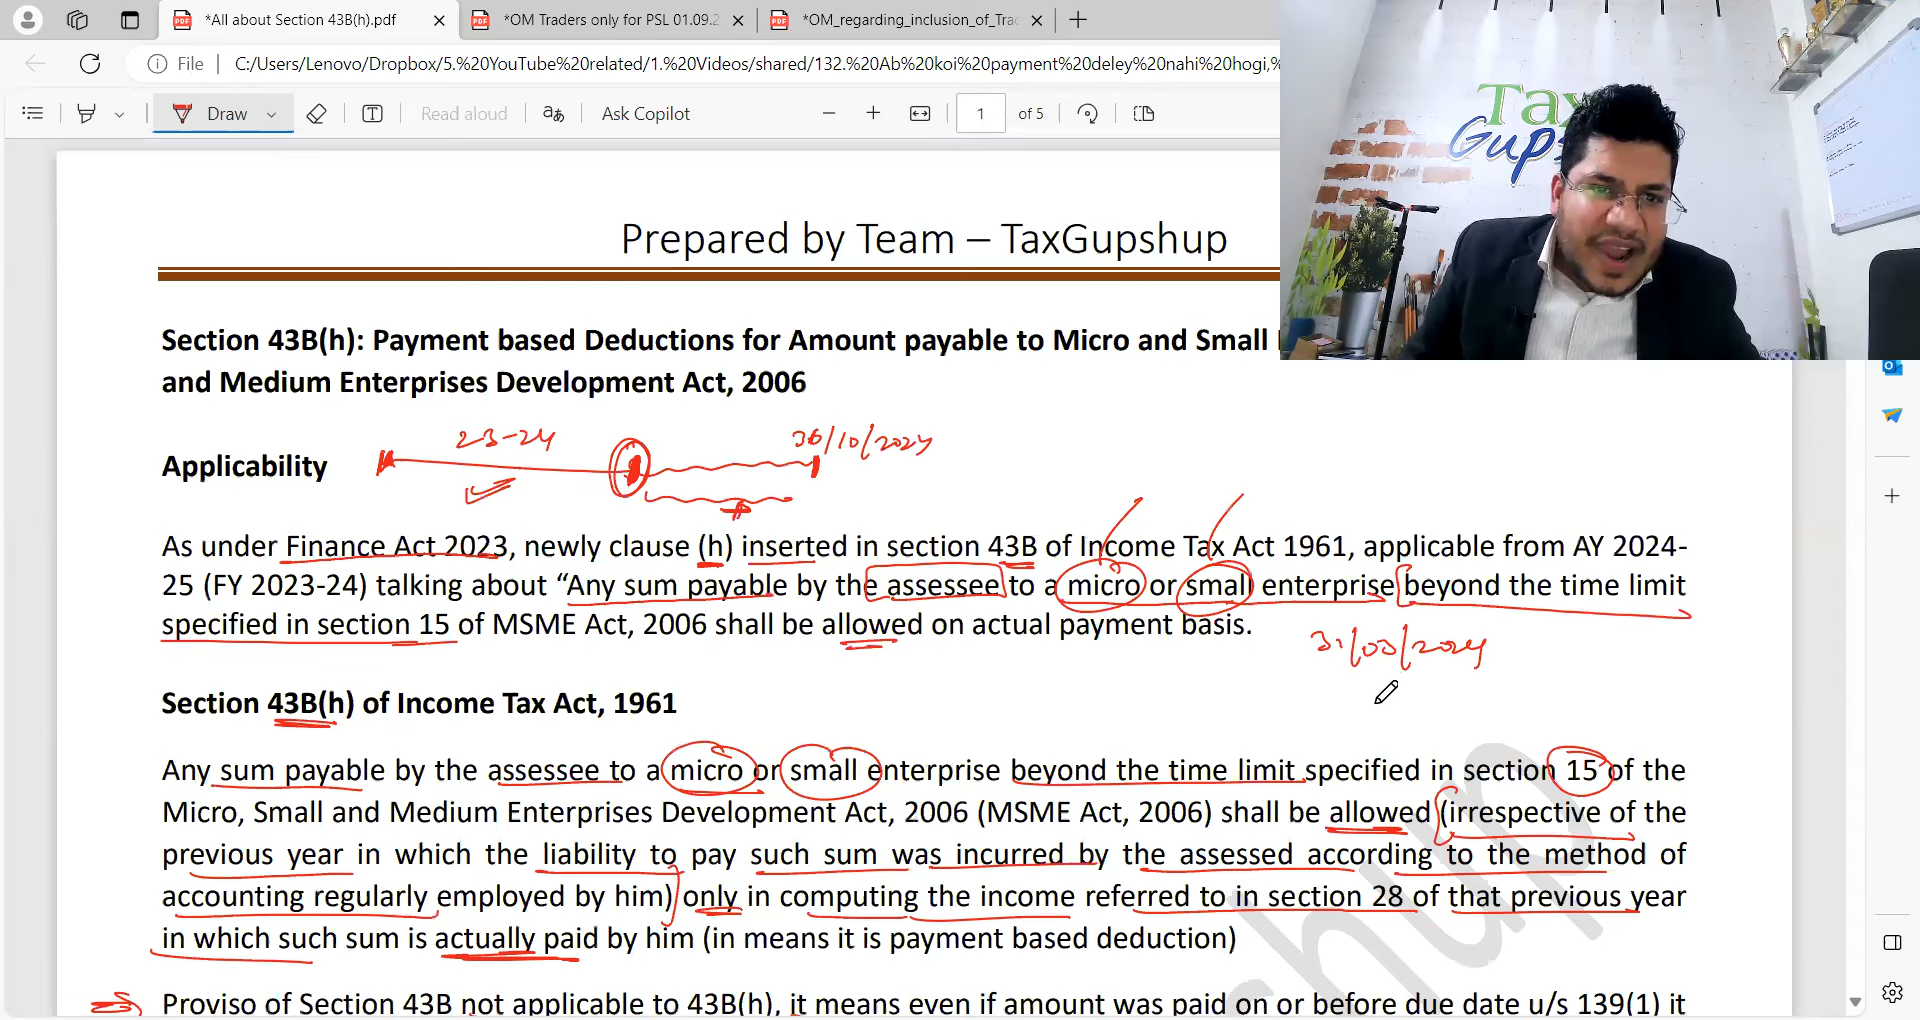 *All about Section 43B(h).pdf
*OM Traders only for PSL 01.09.2
*OM_regarding_inclusion_of_Trad
File C:/Users/Lenovo/Dropbox/5.%20YouTube%20related/1.%20Videos/shared/132.%20Ab%20koi%20payment%20deley%20nahi%20hogi,%
Draw Read aloud aあ Ask Copilot 1 of 5
Tax
Gups
Prepared by Team – TaxGupshup
Section 43B(h): Payment based Deductions for Amount payable to Micro and Small
and Medium Enterprises Development Act, 2006
23-24 30/10/2024
Applicability
As under Finance Act 2023, newly clause (h) inserted in section 43B of Income Tax Act 1961, applicable from AY 2024-
25 (FY 2023-24) talking about “Any sum payable by the assessee to a micro or small enterprise beyond the time limit
specified in section 15 of MSME Act, 2006 shall be allowed on actual payment basis.
31/03/2024
Section 43B(h) of Income Tax Act, 1961
Any sum payable by the assessee to a micro or small enterprise beyond the time limit specified in section 15 of the
Micro, Small and Medium Enterprises Development Act, 2006 (MSME Act, 2006) shall be allowed (irrespective of the
previous year in which the liability to pay such sum was incurred by the assessed according to the method of
accounting regularly employed by him) only in computing the income referred to in section 28 of that previous year
in which such sum is actually paid by him (in means it is payment based deduction)
Proviso of Section 43B not applicable to 43B(h), it means even if amount was paid on or before due date u/s 139(1) it
shup